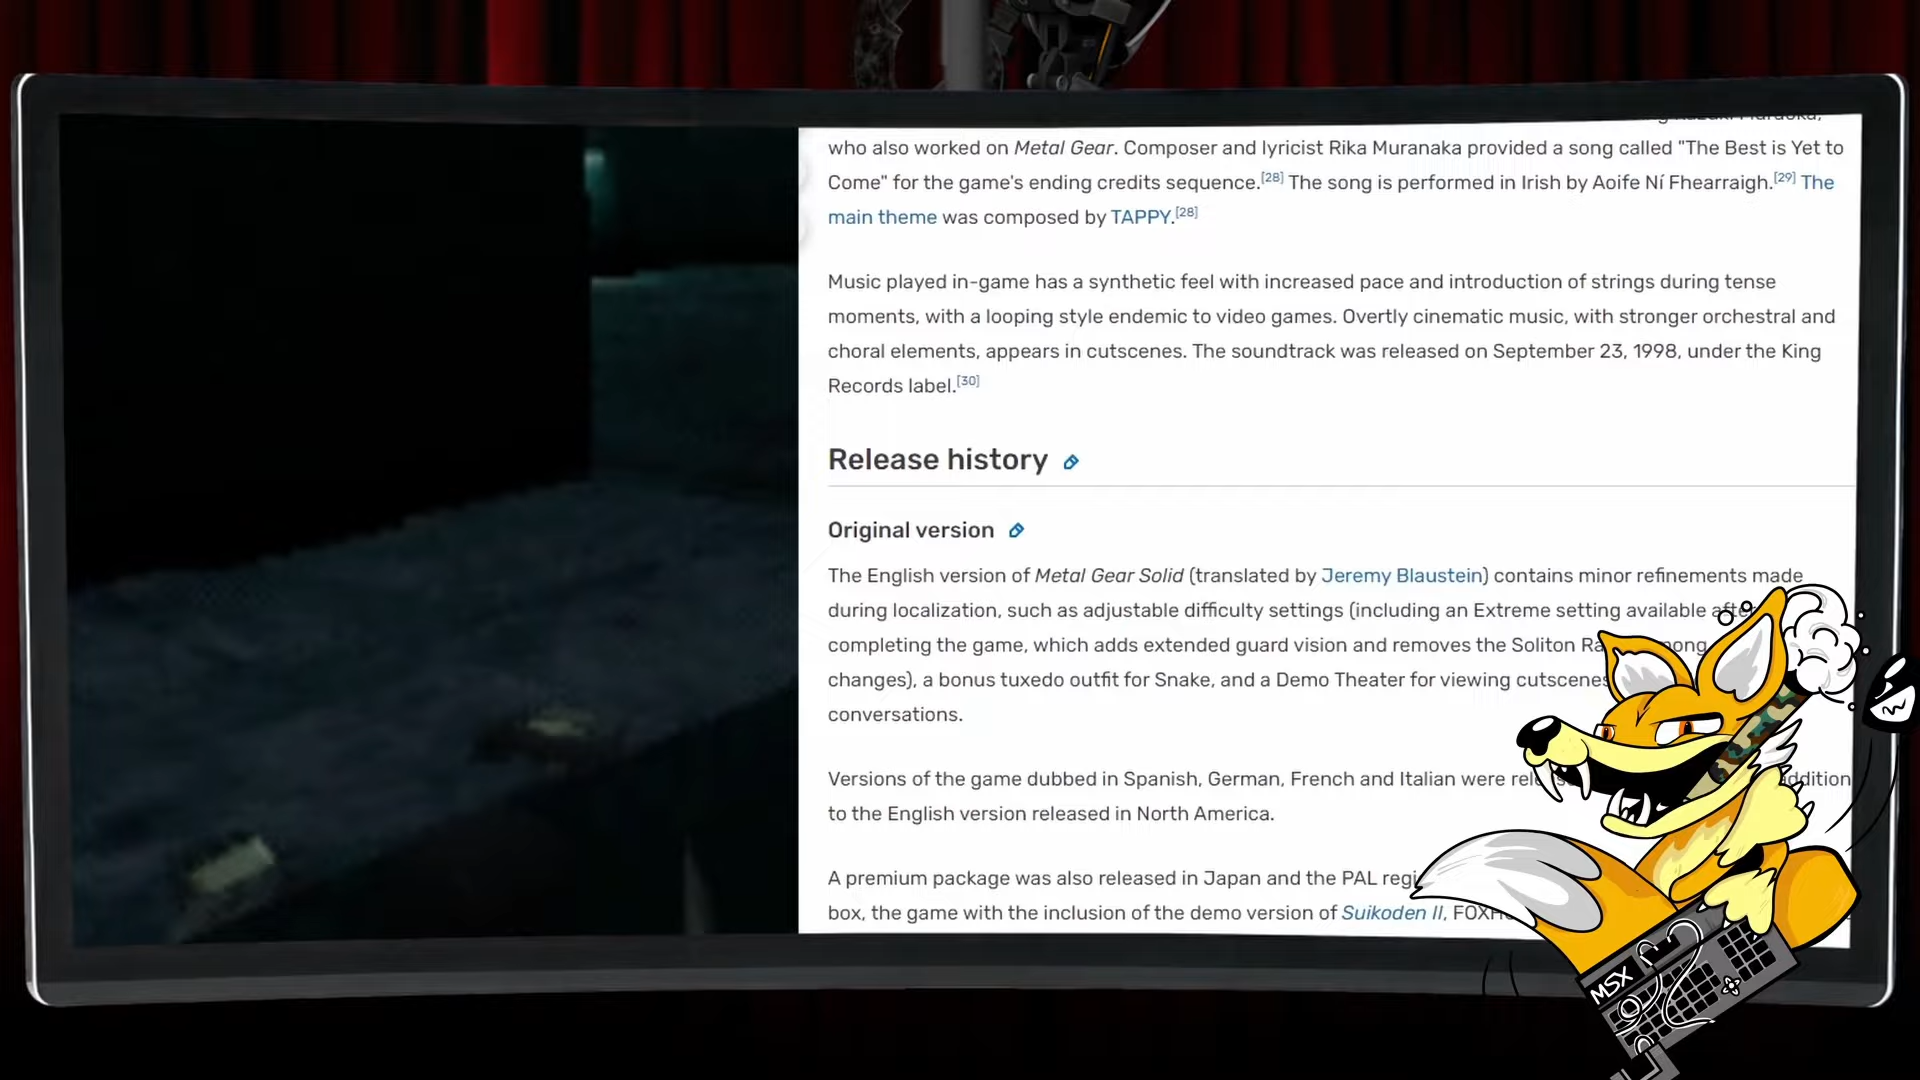 who also worked on Metal Gear. Composer and lyricist Rika Muranaka provided a song called "The Best is Yet to
Come" for the game's ending credits sequence.[28] The song is performed in Irish by Aoife Ní Fhearraigh.[29] The
main theme was composed by TAPPY.[28]
Music played in-game has a synthetic feel with increased pace and introduction of strings during tense
moments, with a looping style endemic to video games. Overtly cinematic music, with stronger orchestral and
choral elements, appears in cutscenes. The soundtrack was released on September 23, 1998, under the King
Records label.[30]
Release history
Original version
The English version of Metal Gear Solid (translated by Jeremy Blaustein) contains minor refinements made
during localization, such as adjustable difficulty settings (including an Extreme setting available
completing the game, which adds extended guard vision and removes the Soliton
changes), a bonus tuxedo outfit for Snake, and a Demo Theater for viewing cutscenes
conversations.
Versions of the game dubbed in Spanish, German, French and Italian were
to the English version released in North America.
A premium package was also released in Japan and the PAL
box, the game with the inclusion of the demo version of Suikoden II,
MSX